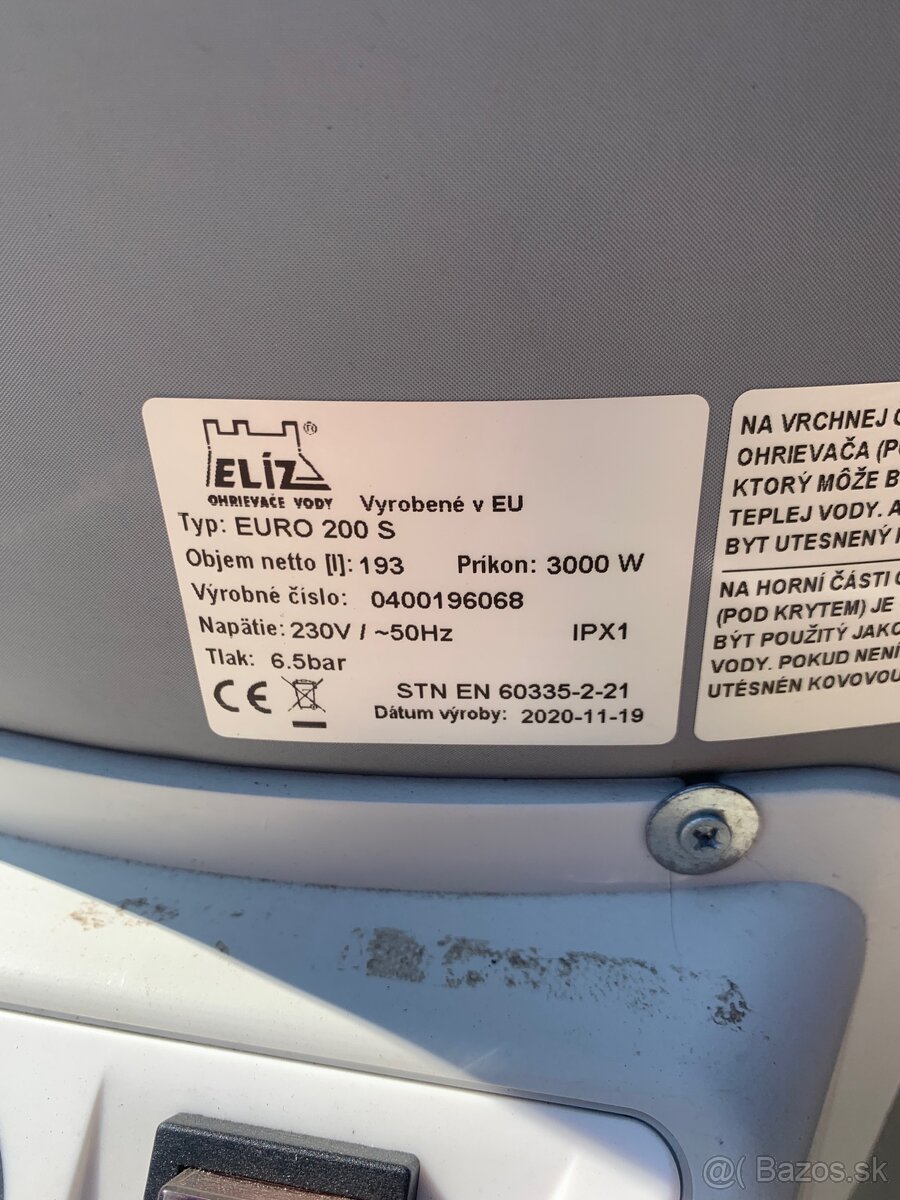 ELÍZ®
OHRIEVAČE VODY
Vyrobené v EU
Typ: EURO 200 S
Objem netto [l]: 193 Príkon: 3000 W
Výrobné číslo: 0400196068
Napätie: 230V / ~50Hz IPX1
Tlak: 6.5bar
CE STN EN 60335-2-21
Dátum výroby: 2020-11-19
NA VRCHNEJ
OHRIEVAČA
KTORÝ MÔŽE
TEPLEJ VODY.
BYT UTESNENÝ
NA HORNÍ ČÁSTI
(POD KRYTEM) JE
BÝT POUŽITÝ JAKO
VODY. POKUD NENÍ
UTÉSNÉN KOVOVOU
@( Bazos.sk